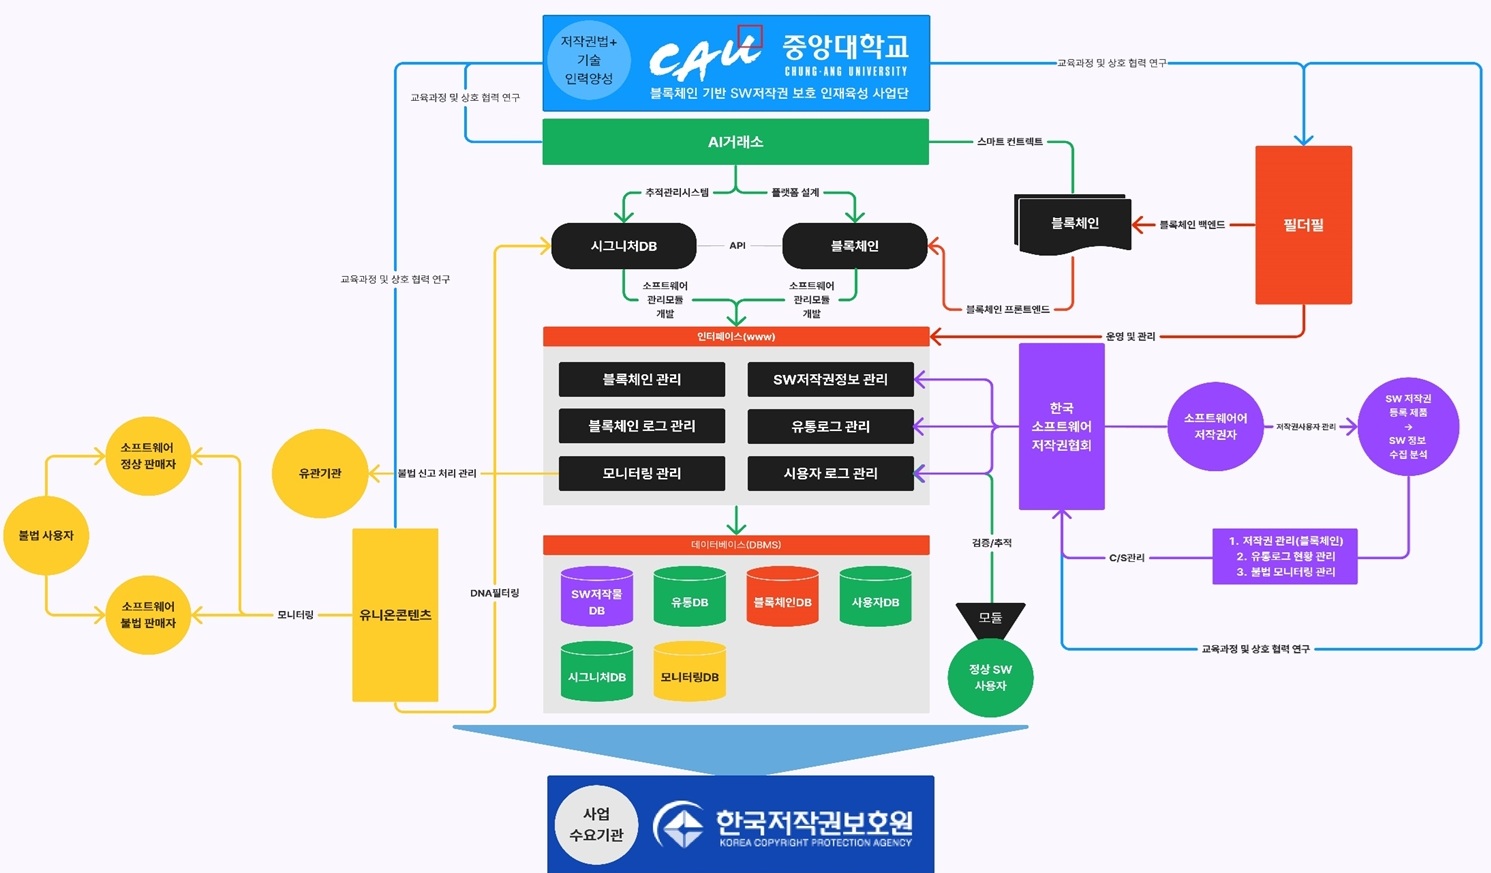 저작권법+
기술
인력양성
CAU
중앙대학교
CHUNG-ANG UNIVERSITY
블록체인 기반 SW저작권 보호 인재육성 사업단
교육과정 및 상호 협력 연구
교육과정 및 상호 협력 연구
AI거래소
스마트 컨트렉트
추적관리시스템
플랫폼 설계
시그니처DB
API
블록체인
블록체인
블록체인 백엔드
필더필
교육과정 및 상호 협력 연구
소프트웨어
관리모듈
개발
소프트웨어
관리모듈
개발
블록체인 프론트엔드
운영 및 관리
인터페이스(www)
블록체인 관리
SW저작권정보 관리
블록체인 로그 관리
유통로그 관리
모니터링 관리
시용자 로그 관리
한국
소프트웨어
저작권협회
소프트웨어어
저작권자
저작권사용자 관리
SW 저작권
등록 제품
→
SW 정보
수집 분석
소프트웨어
정상 판매자
유관기관
불법 신고 처리 관리
불법 사용자
소프트웨어
불법 판매자
모니터링
유니온콘텐츠
DNA필터링
데이터베이스(DBMS)
SW저작물
DB
유통DB
블록체인DB
사용자DB
시그니처DB
모니터링DB
검증/추적
모듈
정상 SW
사용자
C/S관리
1. 저작권 관리(블록체인)
2. 유통로그 현황 관리
3. 불법 모니터링 관리
교육과정 및 상호 협력 연구
사업
수요기관
한국저작권보호원
KOREA COPYRIGHT PROTECTION AGENCY